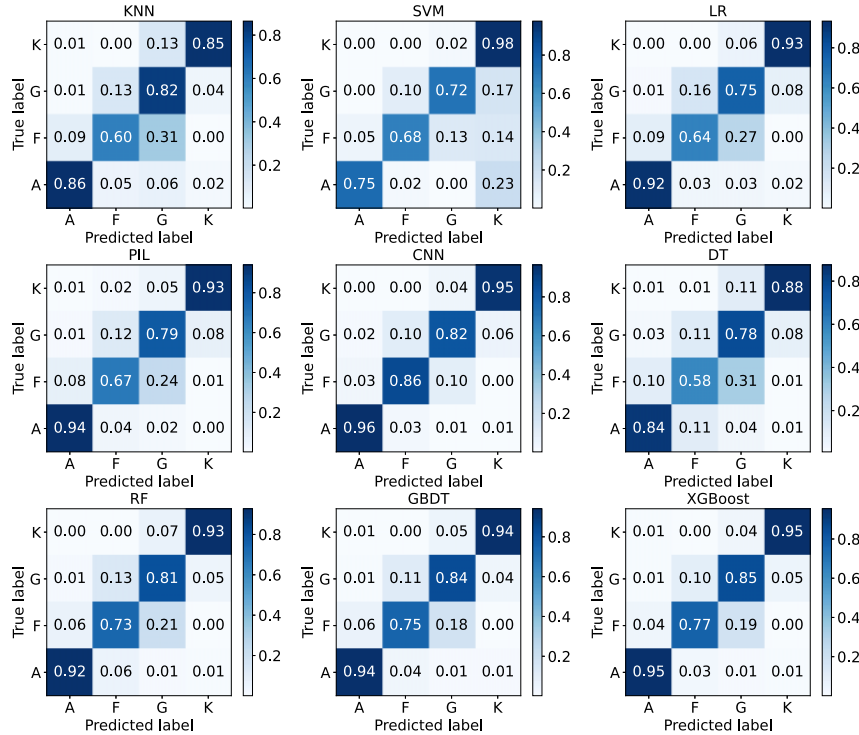 KNN SVM LR
K 0.01 0.00 0.13 0.85 0.8 K 0.00 0.00 0.02 0.98 0.8 K 0.00 0.00 0.06 0.93 0.8
True label G 0.01 0.13 0.82 0.04 0.6 True label G 0.00 0.10 0.72 0.17 0.6 True label G 0.01 0.16 0.75 0.08 0.6
F 0.09 0.60 0.31 0.00 0.4 F 0.05 0.68 0.13 0.14 0.4 F 0.09 0.64 0.27 0.00 0.4
A 0.86 0.05 0.06 0.02 0.2 A 0.75 0.02 0.00 0.23 0.2 A 0.92 0.03 0.03 0.02 0.2
A F G K A F G K A F G K
Predicted label Predicted label Predicted label
PIL CNN DT
K 0.01 0.02 0.05 0.93 0.8 K 0.00 0.00 0.04 0.95 0.8 K 0.01 0.01 0.11 0.88 0.8
True label G 0.01 0.12 0.79 0.08 0.6 True label G 0.02 0.10 0.82 0.06 0.6 True label G 0.03 0.11 0.78 0.08 0.6
F 0.08 0.67 0.24 0.01 0.4 F 0.03 0.86 0.10 0.00 0.4 F 0.10 0.58 0.31 0.01 0.4
A 0.94 0.04 0.02 0.00 0.2 A 0.96 0.03 0.01 0.01 0.2 A 0.84 0.11 0.04 0.01 0.2
A F G K A F G K A F G K
Predicted label Predicted label Predicted label
RF GBDT XGBoost
K 0.00 0.00 0.07 0.93 0.8 K 0.01 0.00 0.05 0.94 0.8 K 0.01 0.00 0.04 0.95 0.8
True label G 0.01 0.13 0.81 0.05 0.6 True label G 0.01 0.11 0.84 0.04 0.6 True label G 0.01 0.10 0.85 0.05 0.6
F 0.06 0.73 0.21 0.00 0.4 F 0.06 0.75 0.18 0.00 0.4 F 0.04 0.77 0.19 0.00 0.4
A 0.92 0.06 0.01 0.01 0.2 A 0.94 0.04 0.01 0.01 0.2 A 0.95 0.03 0.01 0.01 0.2
A F G K A F G K A F G K
Predicted label Predicted label Predicted label